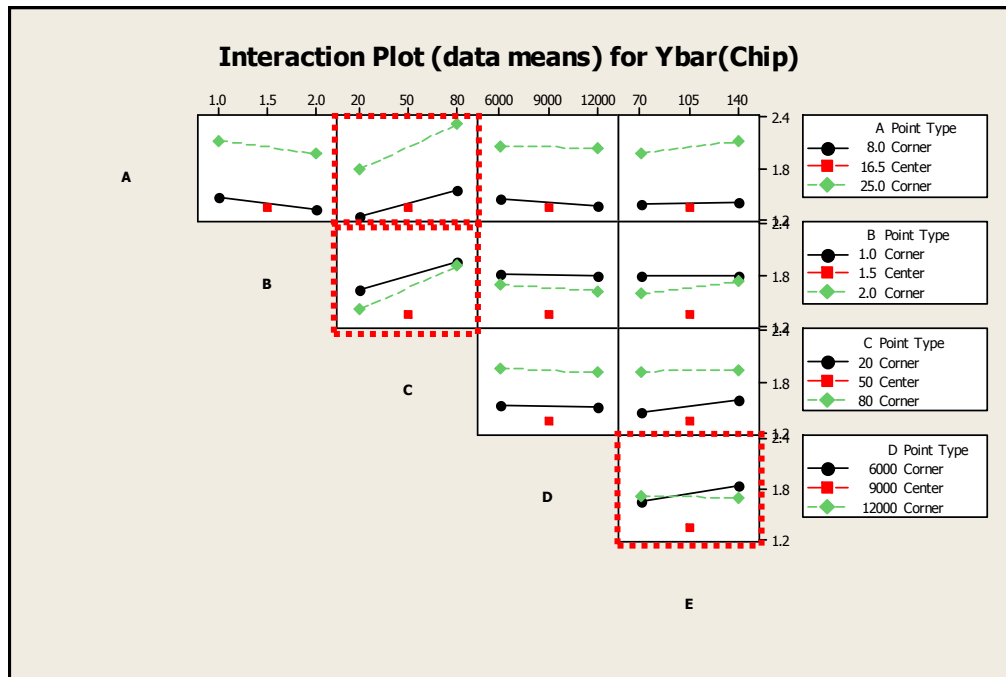 Interaction Plot (data means) for Ybar(Chip)
1.0 1.5 2.0 20 50 80 6000 9000 12000 70 105 140
2.4
1.8
1.2
A
A Point Type
8.0 Corner
16.5 Center
25.0 Corner
2.4
1.8
1.2
B
B Point Type
1.0 Corner
1.5 Center
2.0 Corner
2.4
1.8
1.2
C
C Point Type
20 Corner
50 Center
80 Corner
2.4
1.8
1.2
D
D Point Type
6000 Corner
9000 Center
12000 Corner
E